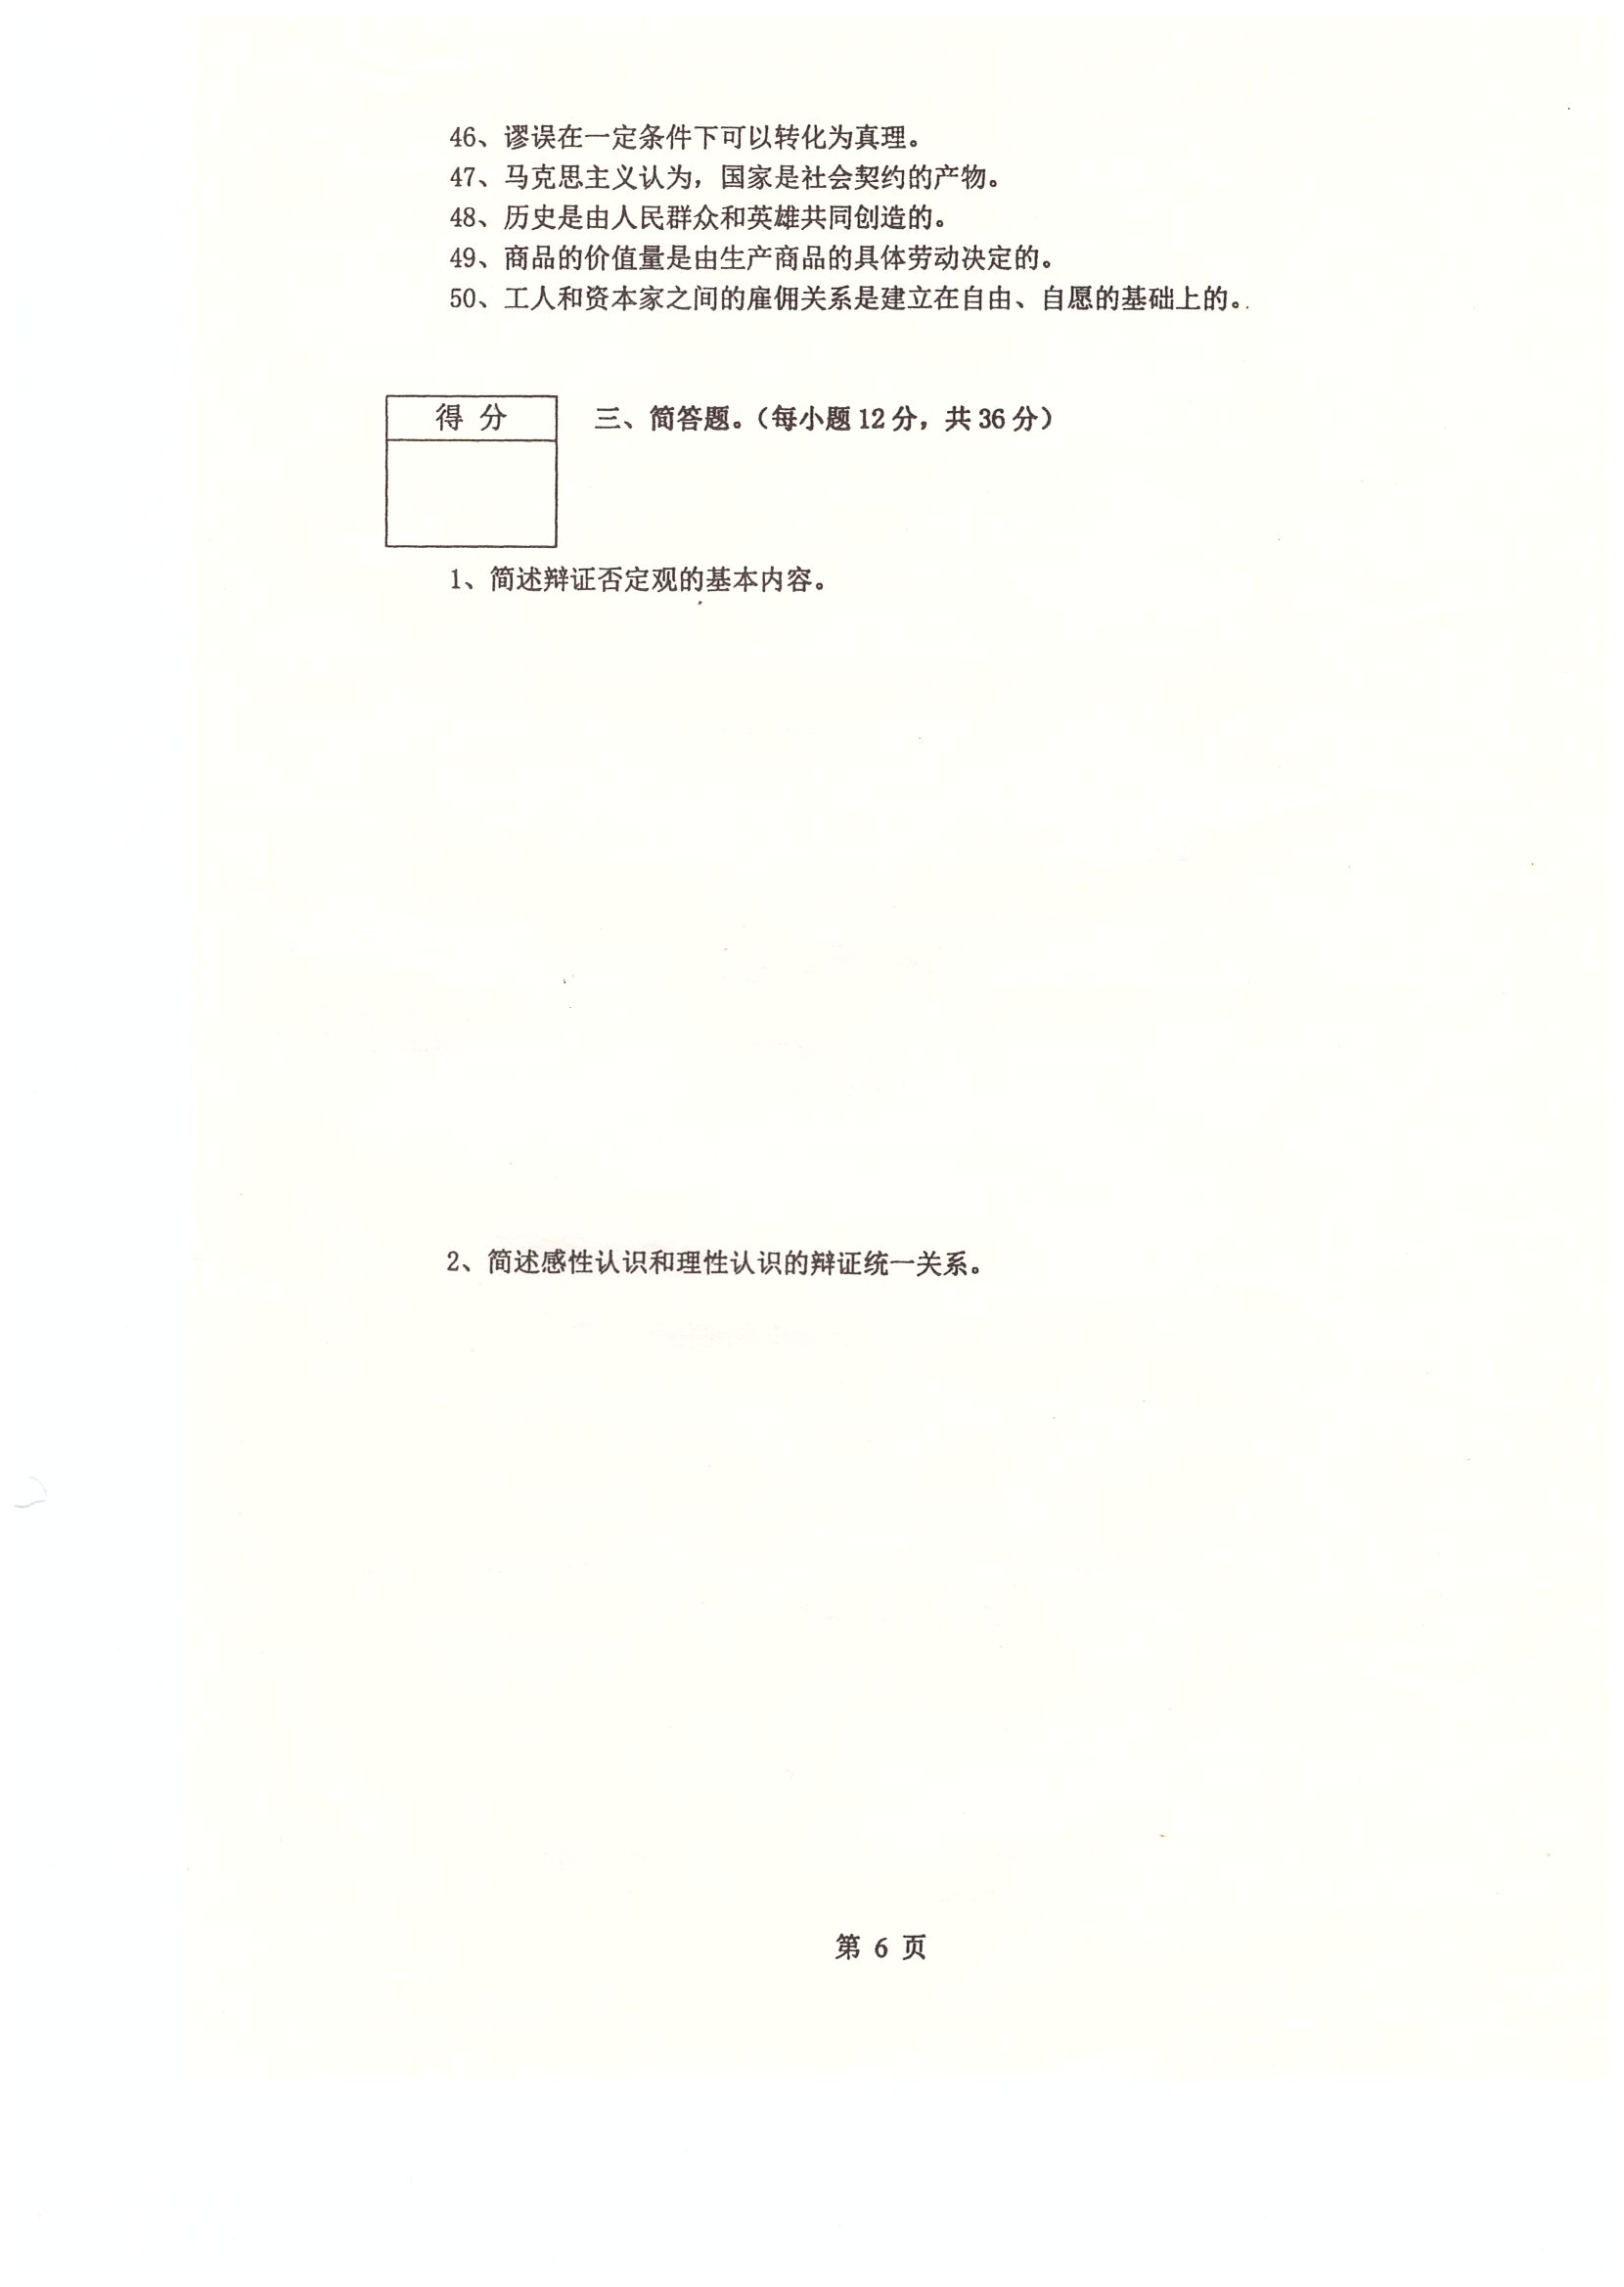 46、谬误在一定条件下可以转化为真理。
47、马克思主义认为，国家是社会契约的产物。
48、历史是由人民群众和英雄共同创造的。
49、商品的价值量是由生产商品的具体劳动决定的。
50、工人和资本家之间的雇佣关系是建立在自由、自愿的基础上的。
得 分
三、简答题。（每小题 12 分，共 36 分）
1、简述辩证否定观的基本内容。
2、简述感性认识和理性认识的辩证统一关系。
第 6 页